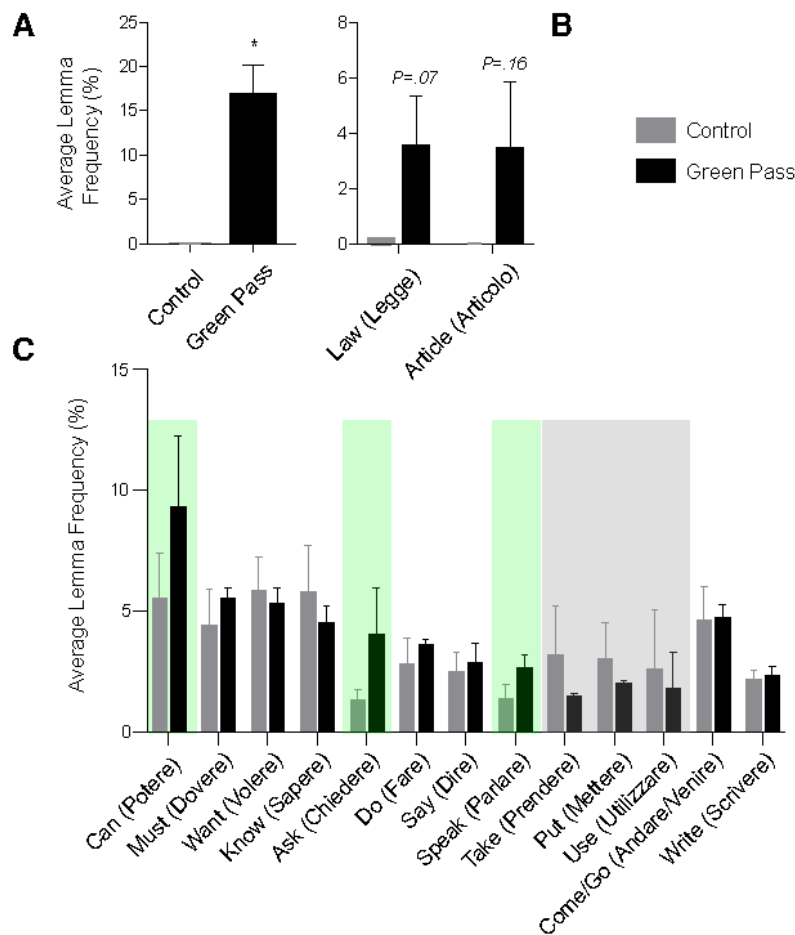 A
Average Lemma
Frequency (%)
25
20
15
10
5
0
*
Control
Green Pass
8
6
4
2
0
P=.07
P=.16
Law (Legge)
Article (Articolo)
B
Control
Green Pass
C
Average Lemma Frequency (%)
15
10
5
0
Can (Potere)
Must (Dovere)
Want (Volere)
Know (Sapere)
Ask (Chiedere)
Do (Fare)
Say (Dire)
Speak (Parlare)
Take (Prendere)
Put (Mettere)
Use (Utilizzare)
Come/Go (Andare/Venire)
Write (Scrivere)